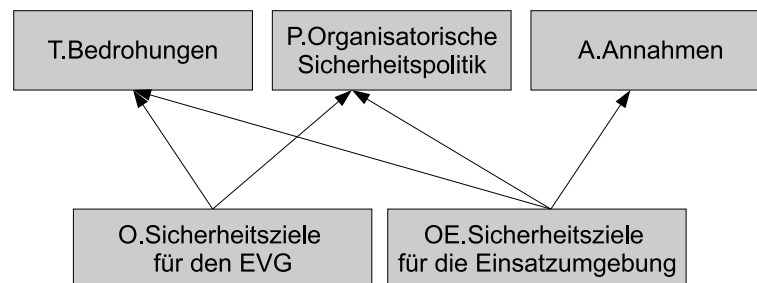 T.Bedrohungen
P.Organisatorische
Sicherheitspolitik
A.Annahmen
O.Sicherheitsziele
für den EVG
OE.Sicherheitsziele
für die Einsatzumgebung